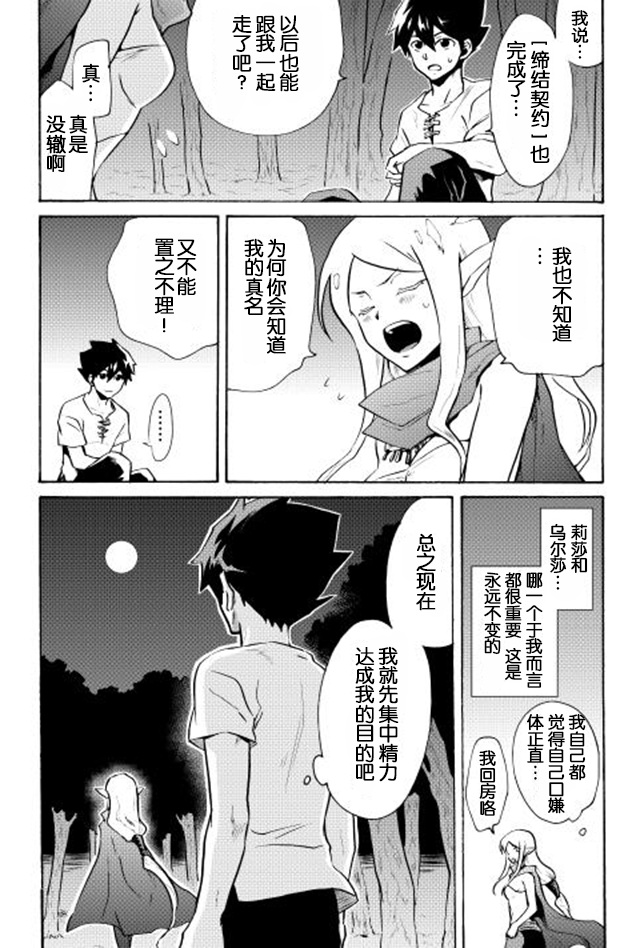 我说…
[缔结契约]也
完成了…
以后也能
跟我一起
走了吧?
真…
真是
没辙啊
…
我也不知道
为何你会知道
我的真名
又不能
置之不理!
……
莉莎和
乌尔莎…
哪一个于我而言
都很重要 这是
永远不变的
总之现在
我就先集中精力
达成我的目的吧
我自己都
觉得自己口嫌
体正直…
我回房咯